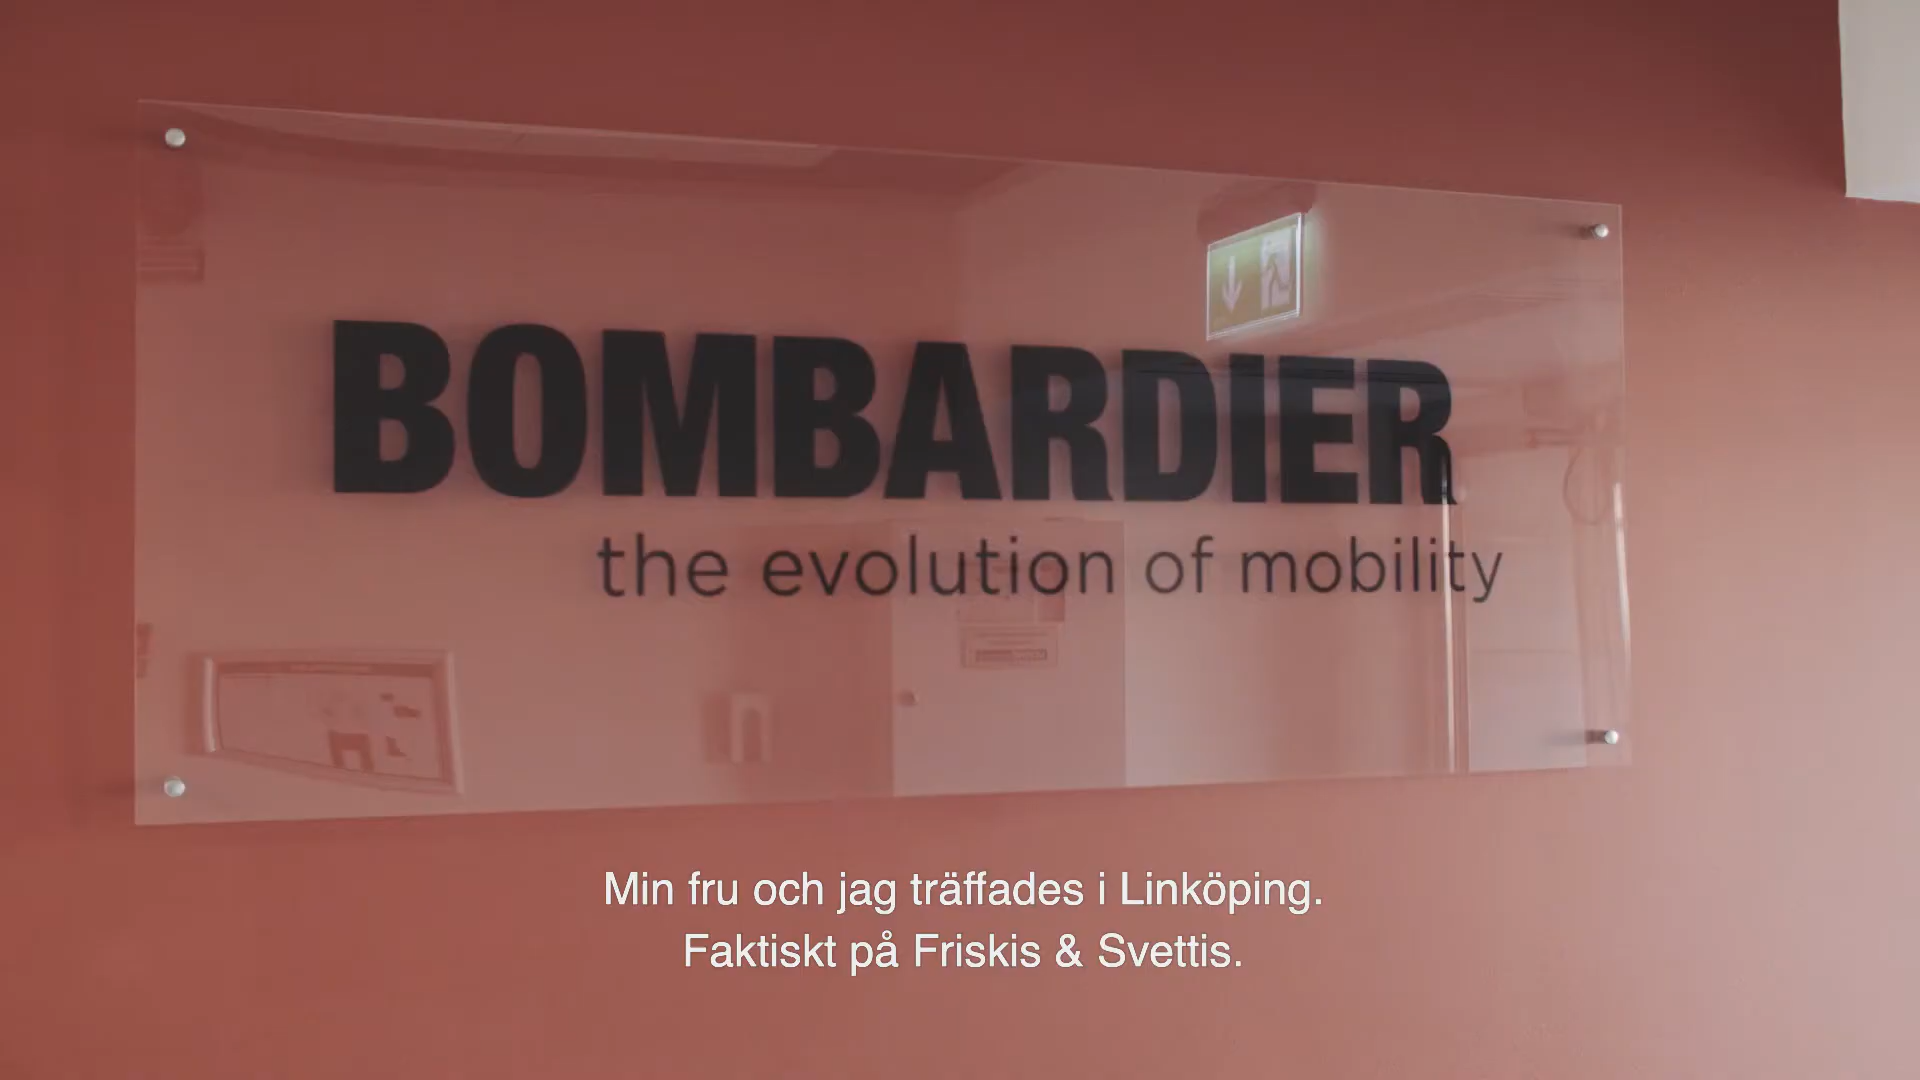 BOMBARDIER
the evolution of mobility
Min fru och jag träffades i Linköping.
Faktiskt på Friskis & Svettis.